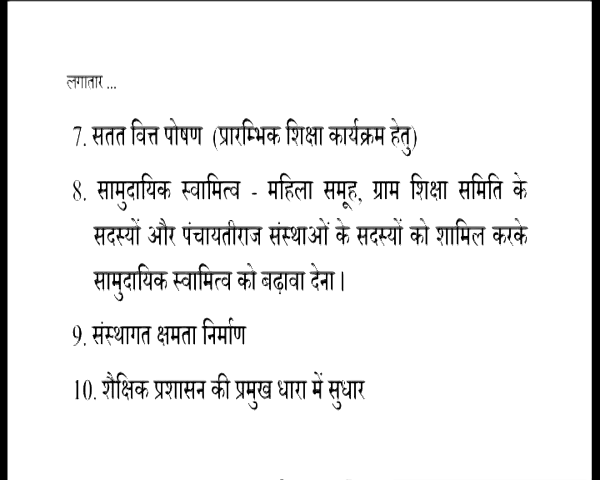 लगातार ...
7. सतत वित्त पोषण (प्रारम्भिक शिक्षा कार्यक्रम हेतु)
8. सामुदायिक स्वामित्व - महिला समूह, ग्राम शिक्षा समिति के
सदस्यों और पंचायतीराज संस्थाओं के सदस्यों को शामिल करके
सामुदायिक स्वामित्व को बढ़ावा देना।
9. संस्थागत क्षमता निर्माण
10. शैक्षिक प्रशासन की प्रमुख धारा में सुधार